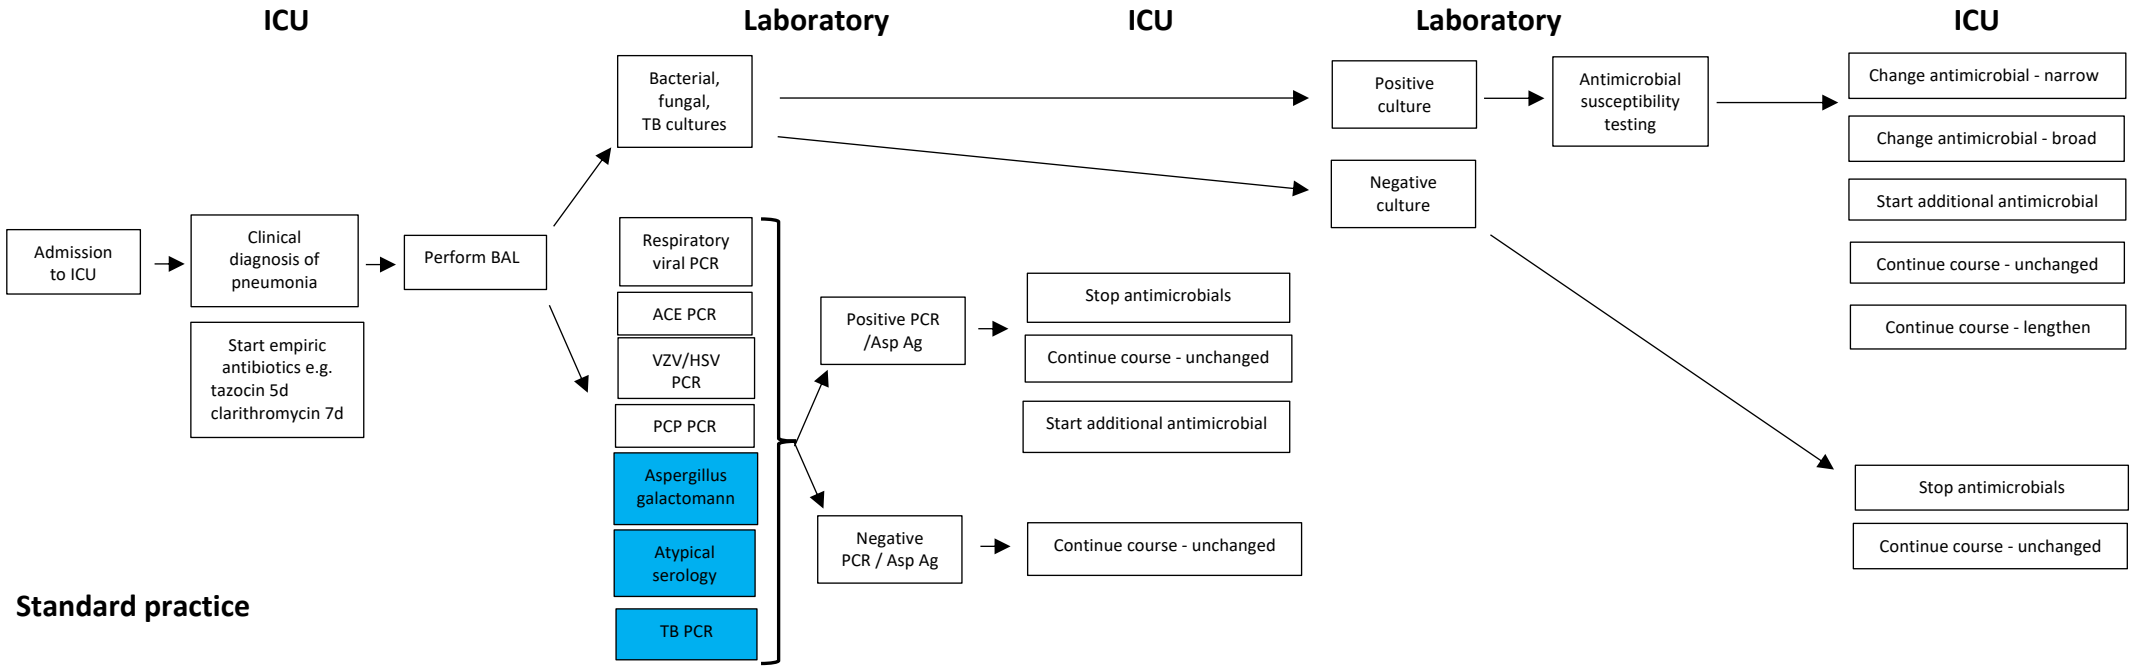 ICU
Laboratory
ICU
Laboratory
ICU
Admission
to ICU
Clinical
diagnosis of
pneumonia
Start empiric
antibiotics e.g.
tazocin 5d
clarithromycin 7d
Perform BAL
Bacterial,
fungal,
TB cultures
Respiratory
viral PCR
ACE PCR
VZV/HSV
PCR
PCP PCR
Aspergillus
galactomann
Atypical
serology
TB PCR
Positive PCR
/Asp Ag
Negative
PCR / Asp Ag
Stop antimicrobials
Continue course - unchanged
Start additional antimicrobial
Continue course - unchanged
Positive
culture
Negative
culture
Antimicrobial
susceptibility
testing
Change antimicrobial - narrow
Change antimicrobial - broad
Start additional antimicrobial
Continue course - unchanged
Continue course - lengthen
Stop antimicrobials
Continue course - unchanged
Standard practice